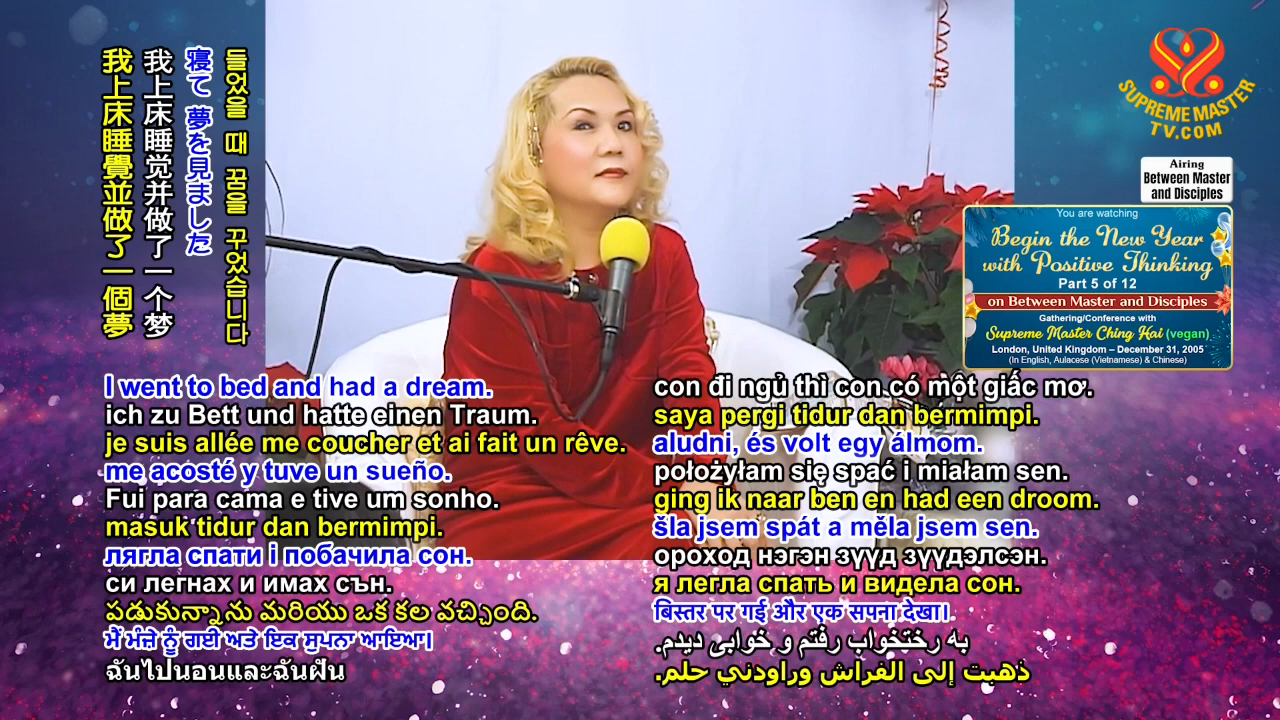 들었을 때 꿈을 꾸었습니다
寝て 夢を見ました
我上床睡觉并做了一个梦
我上床睡覺並做了一個夢
SUPREME MASTER
TV.COM
Airing
Between Master
and Disciples
You are watching
Begin the New Year
with Positive Thinking
Part 5 of 12
on Between Master and Disciples
Gathering/Conference with
Supreme Master Ching Hai (vegan)
London, United Kingdom – December 31, 2005
(In English, Aulacese (Vietnamese) & Chinese)
I went to bed and had a dream.
ich zu Bett und hatte einen Traum.
je suis allée me coucher et ai fait un rêve.
me acosté y tuve un sueño.
Fui para cama e tive um sonho.
masuk tidur dan bermimpi.
лягла спати і побачила сон.
си легнах и имах сън.
పడుకున్నాను మరియు ఒక కల వచ్చింది.
ਮੈਂ ਮੰਜ਼ੇ ਨੂੰ ਗਈ ਅਤੇ ਇਕ ਸੁਪਨਾ ਆਇਆ।
ฉันไปนอนและฉันฝัน
con đi ngủ thì con có một giấc mơ.
saya pergi tidur dan bermimpi.
aludni, és volt egy álmom.
położyłam się spać i miałam sen.
ging ik naar ben en had een droom.
šla jsem spát a měla jsem sen.
ороход нэгэн зүүд зүүдэлсэн.
я легла спать и видела сон.
बिस्तर पर गई और एक सपना देखा।
به رختخواب رفتم و خوابی دیدم.
ذهبت إلى الفراش وراودني حلم.